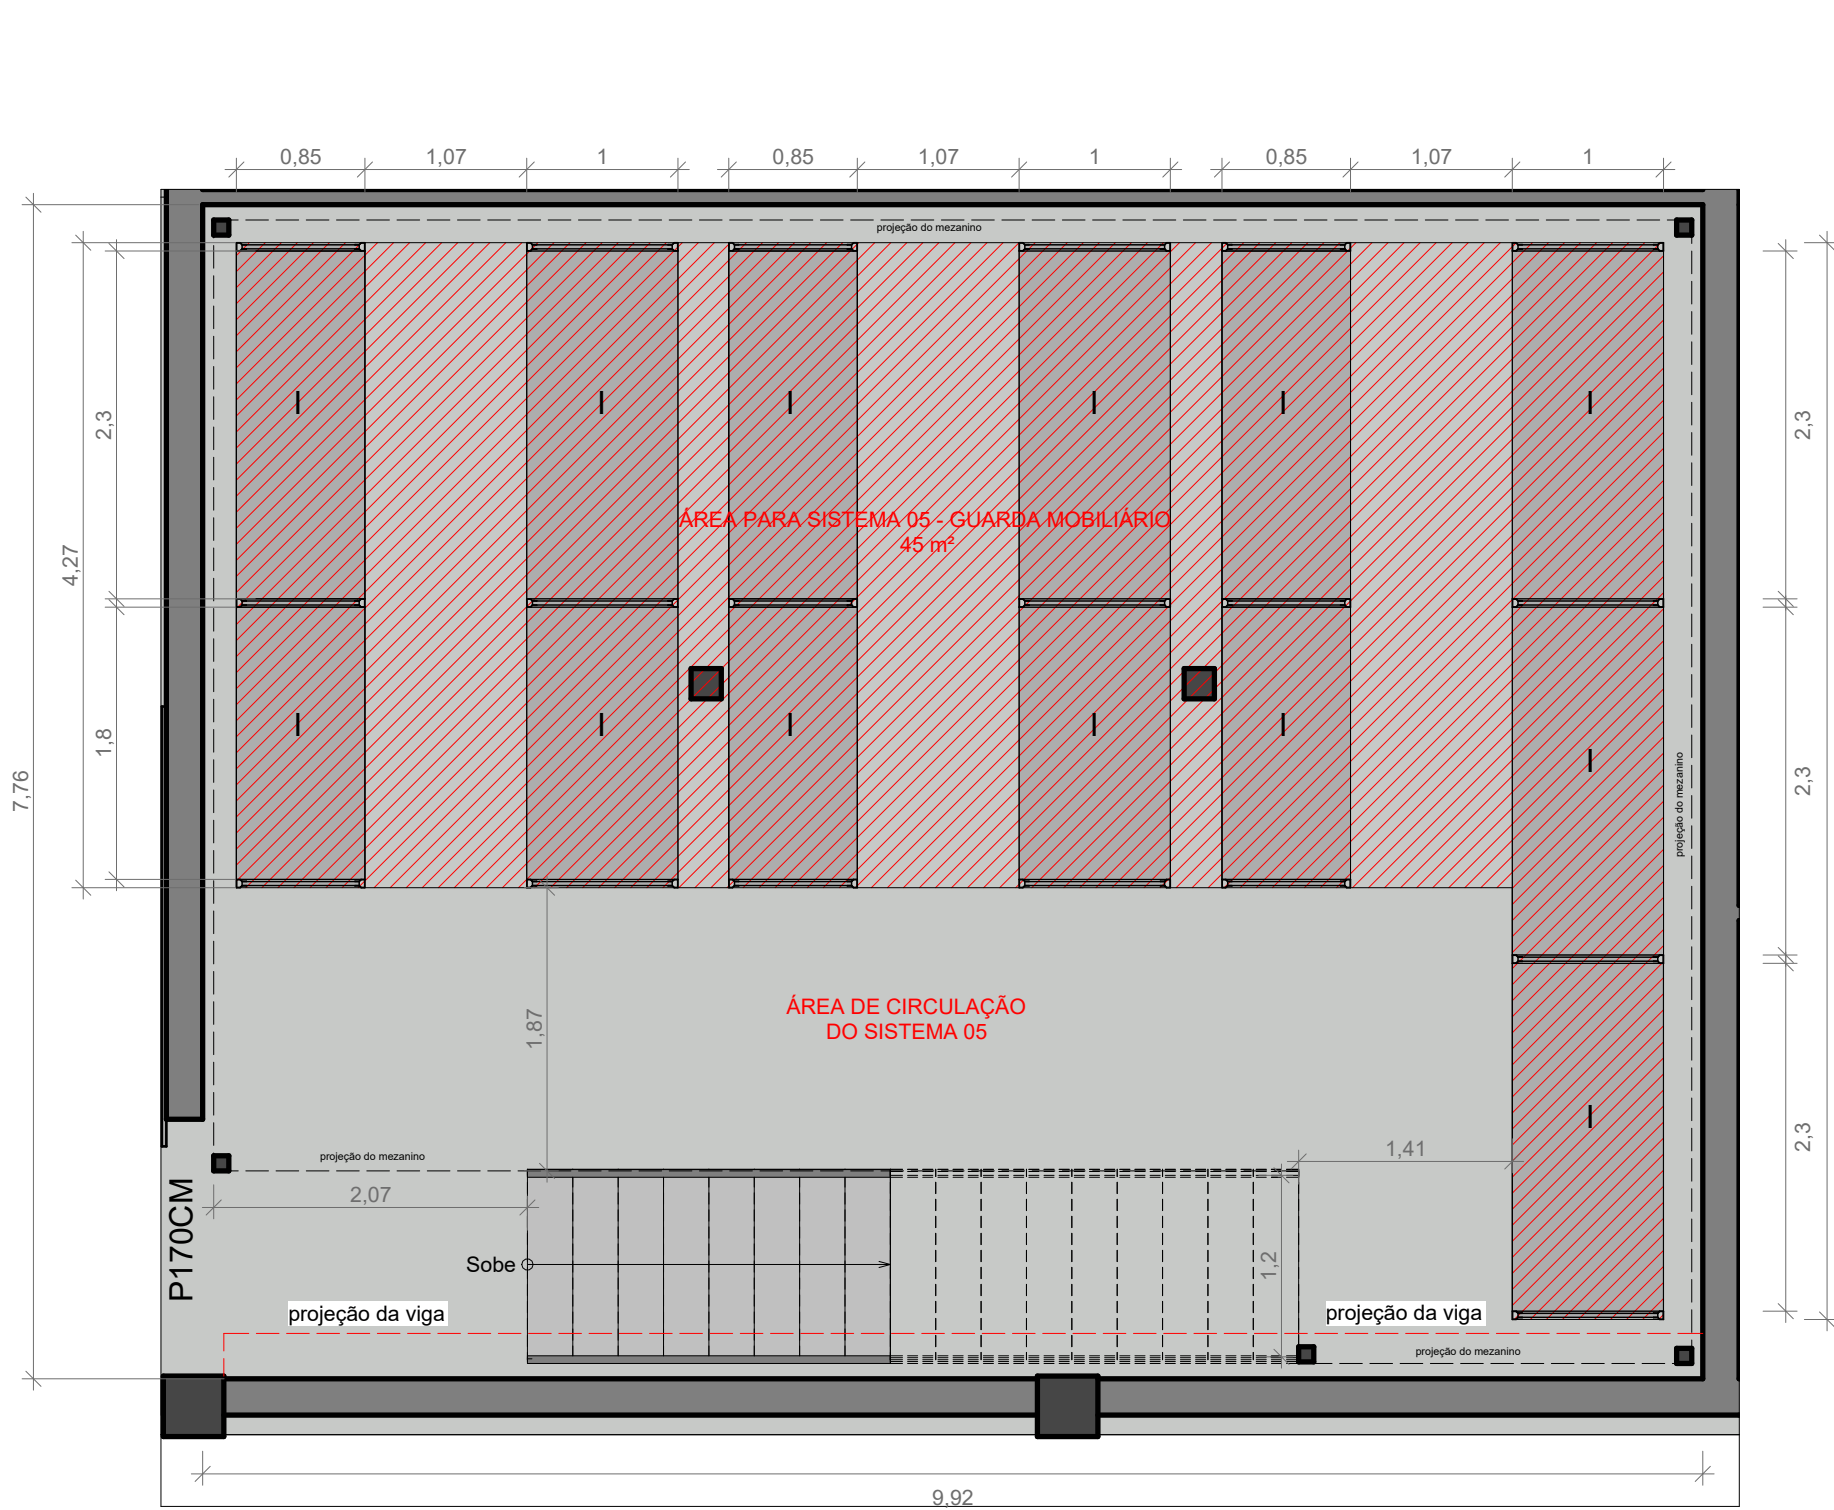 0,85
1,07
1
0,85
1,07
1
0,85
1,07
1
projeção do mezanino
2,3
2,3
4,27
ÁREA PARA SISTEMA 05 - GUARDA MOBILIÁRIO
45 m²
1,8
7,76
2,3
projeção do mezanino
ÁREA DE CIRCULAÇÃO
DO SISTEMA 05
1,87
2,3
1,41
projeção do mezanino
2,07
P170CM
Sobe
1,2
projeção da viga
projeção da viga
projeção do mezanino
9,92